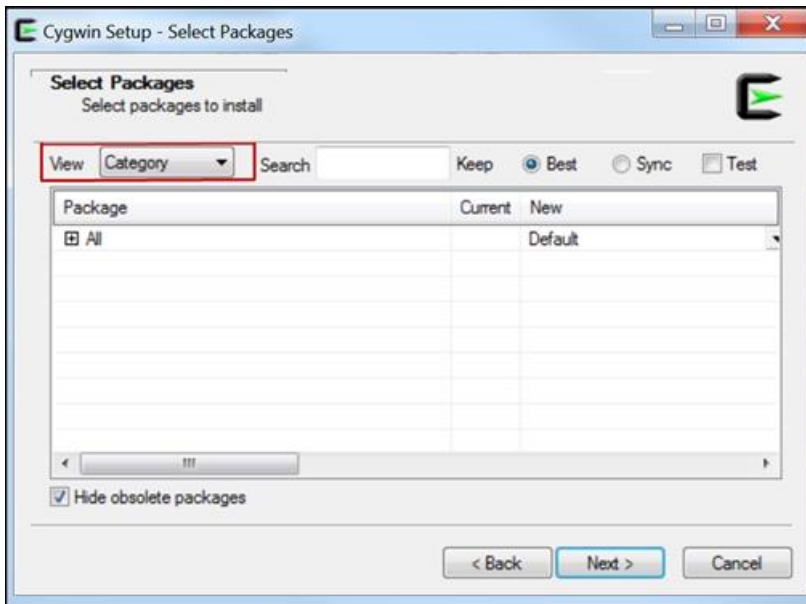 Cygwin Setup - Select Packages
Select Packages
Select packages to install
View Category Search Keep Best Sync Test
Package Current New
All Default
Hide obsolete packages
< Back Next > Cancel